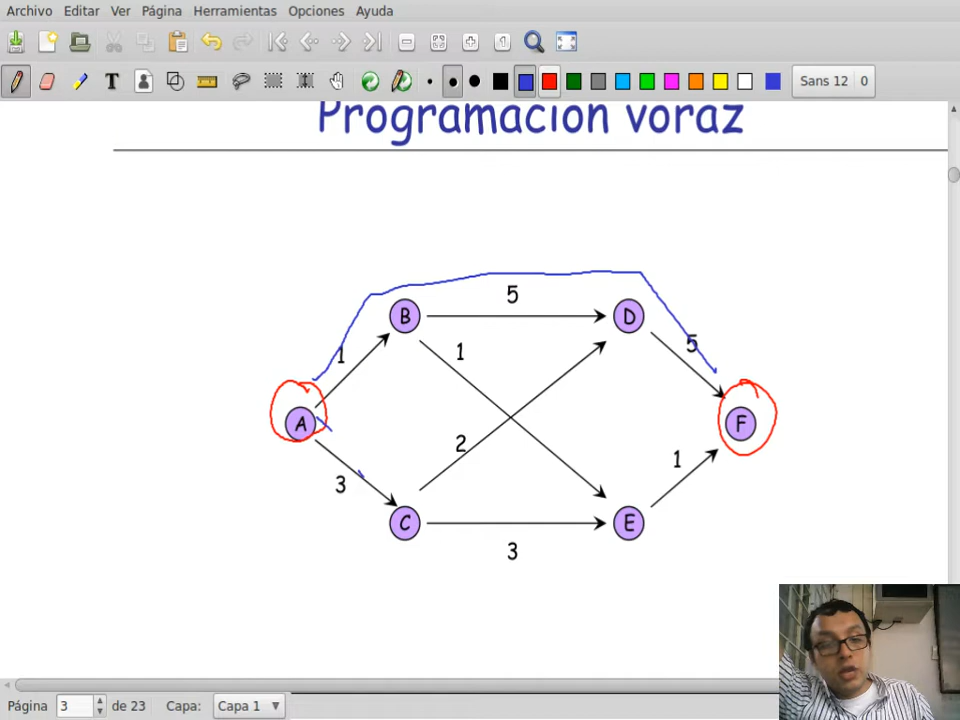 Archivo Editar Ver Página Herramientas Opciones Ayuda
T Sans 12 0
Programación voraz
B 5 D
1 1 5
A F
2 1
3
C E
3
Página 3 de 23 Capa: Capa 1